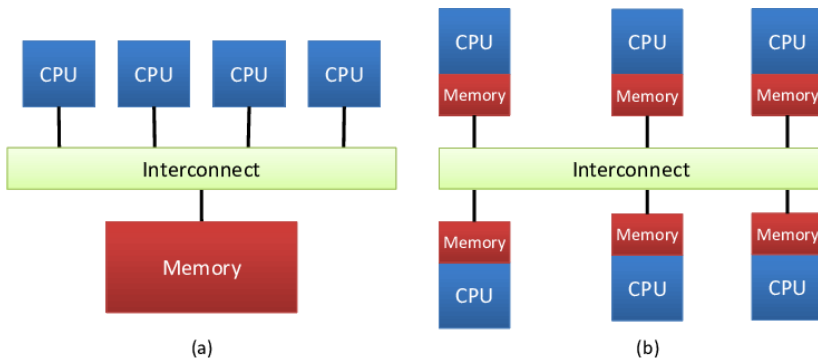 CPU CPU CPU CPU
Interconnect
Memory
(a)
CPU CPU CPU
Memory Memory Memory
Interconnect
Memory Memory Memory
CPU CPU CPU
(b)